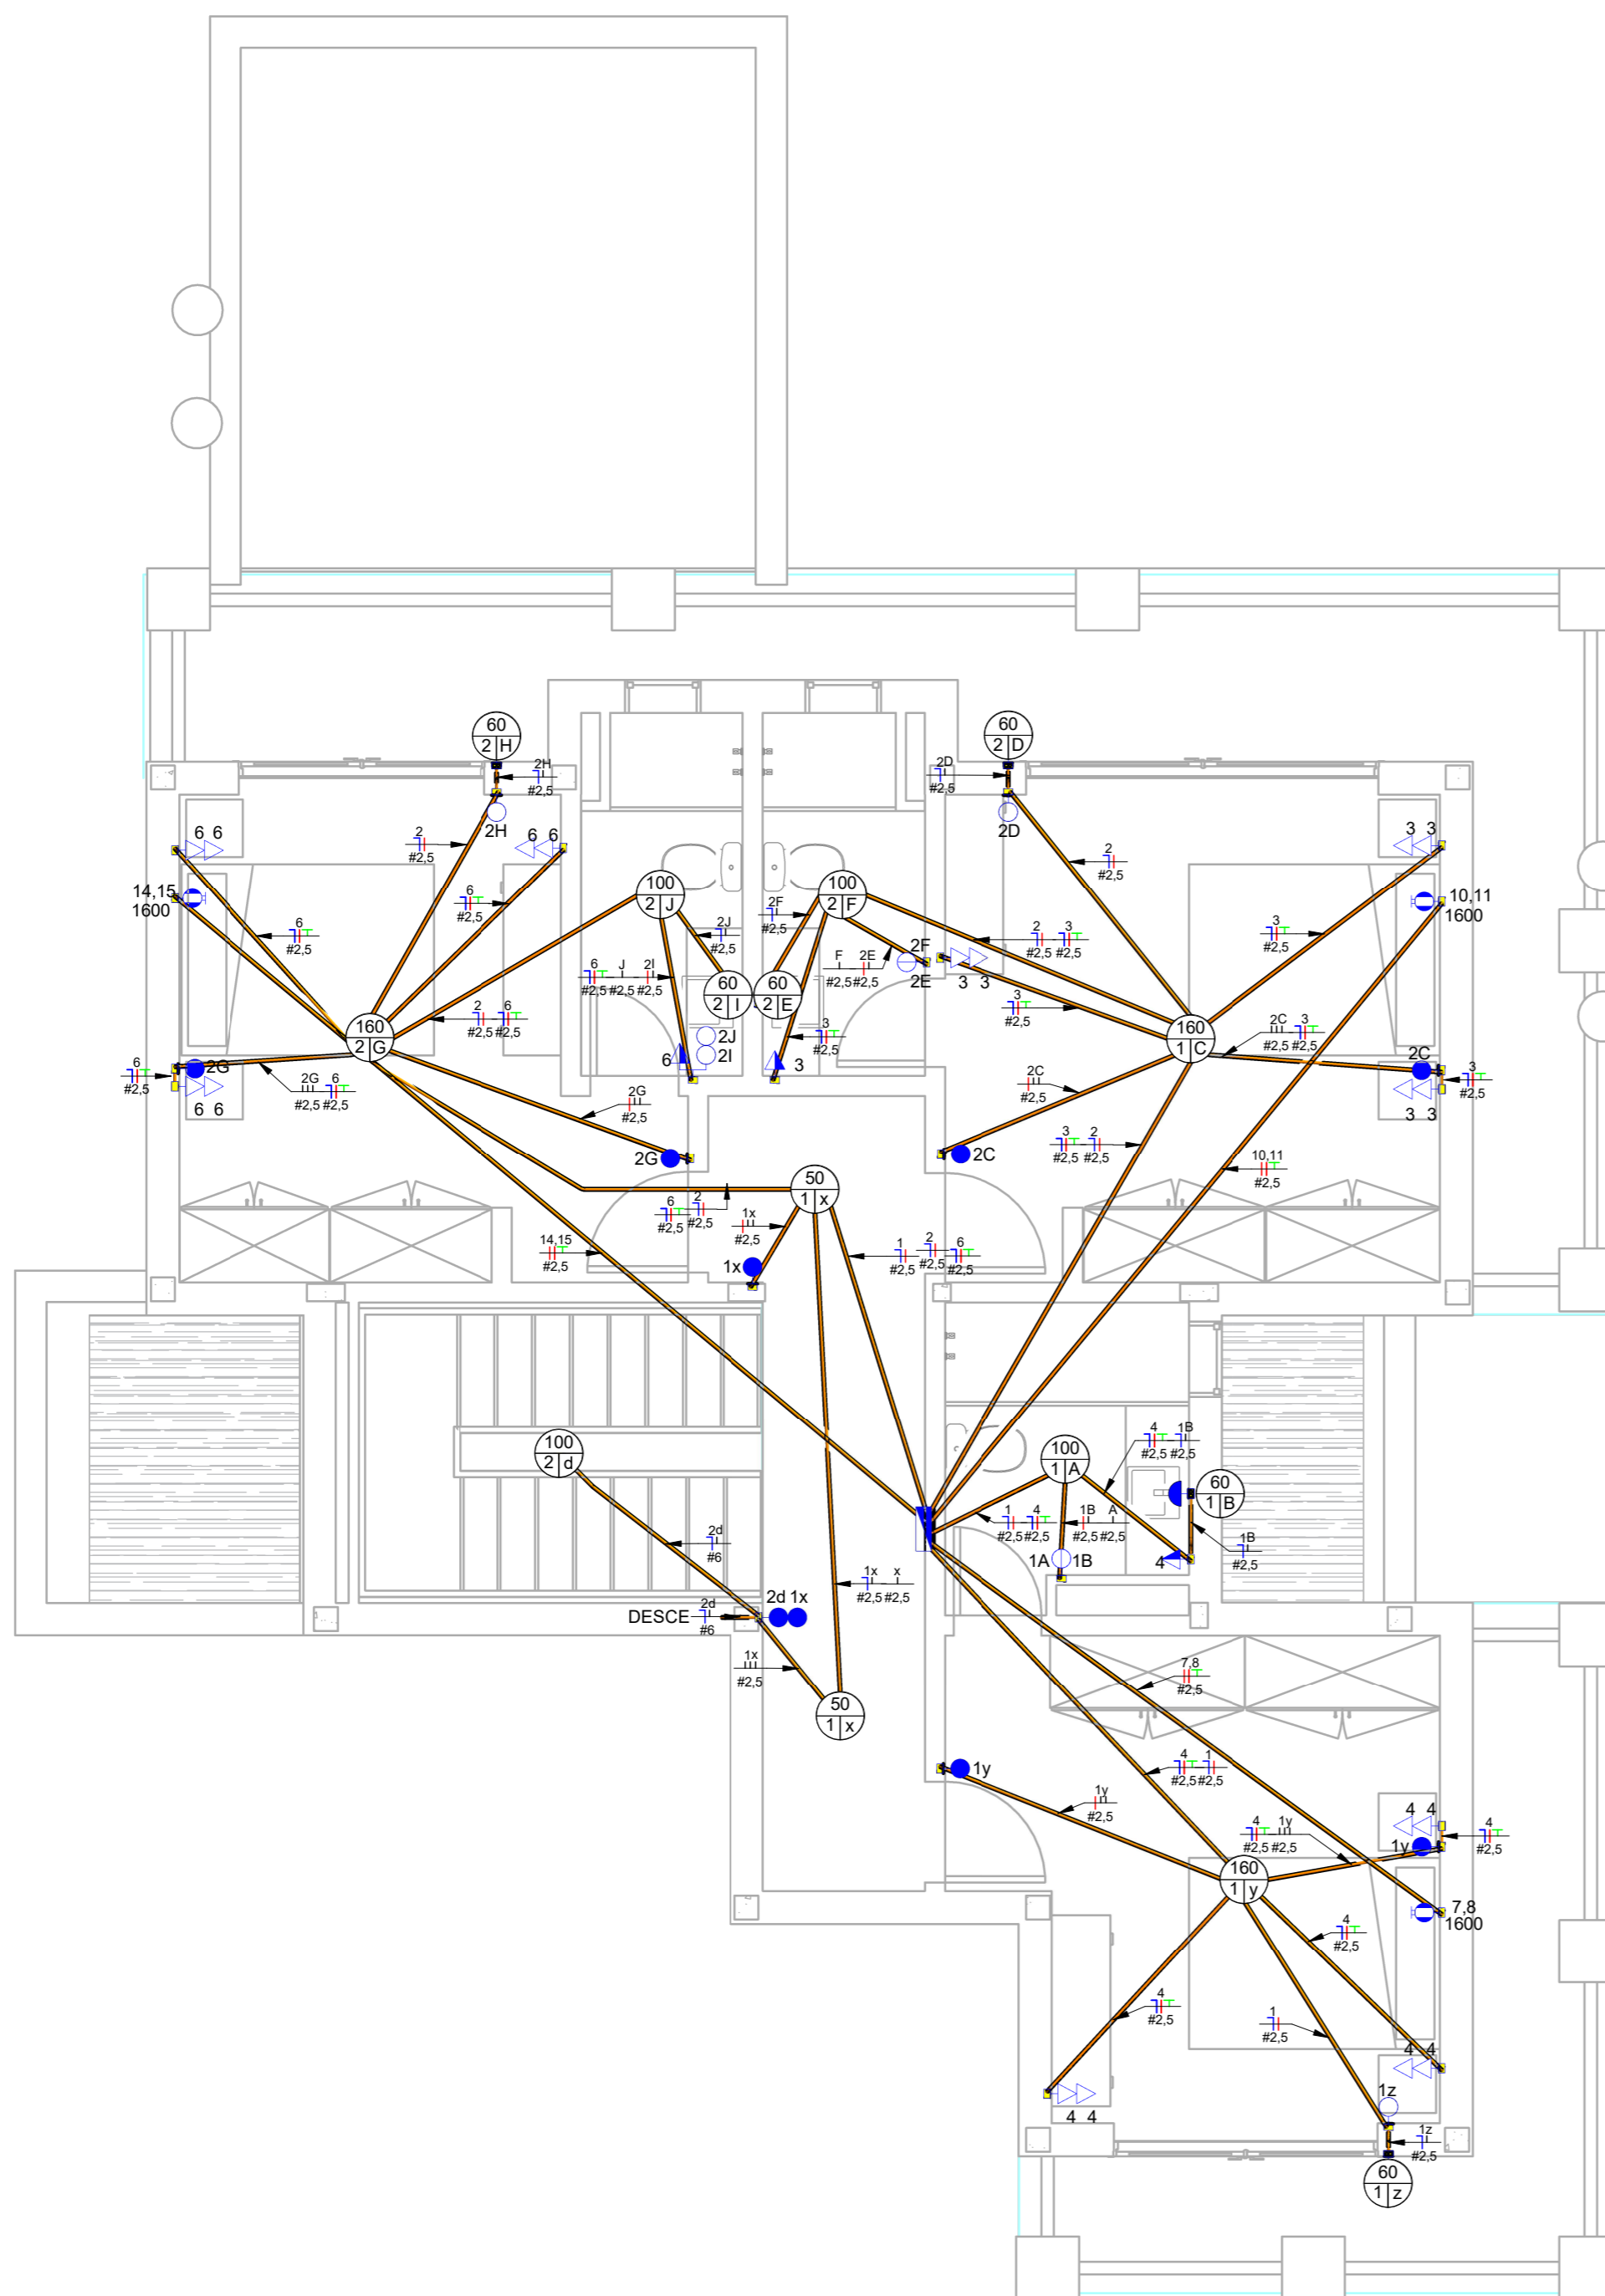 60
2 H
60
2 D
2H
#2,5
2D
#2,5
2H
2D
6 6
2
#2,5
6 6
3 3
2
#2,5
14,15
1600
6
#2,5
100
2 J
100
2 F
10,11
1600
2F
#2,5
2J
#2,5
6
#2,5
2
#2,5
3
#2,5
3
#2,5
2F
2E
F
#2,5
2E
#2,5
3 3
6
#2,5
J
#2,5
2I
#2,5
60
2 I
60
2 E
3
#2,5
2
#2,5
6
#2,5
160
2 G
160
1 C
2C
#2,5
3
#2,5
2J
2I
3
#2,5
6
3
2C
6
#2,5
2G
2G
#2,5
6
#2,5
3
#2,5
6 6
3 3
2G
#2,5
2C
#2,5
3
#2,5
2
#2,5
2G
2C
10,11
#2,5
50
1 x
6
#2,5
2
#2,5
1x
#2,5
14,15
#2,5
1
#2,5
2
#2,5
6
#2,5
1x
100
2 d
100
1 A
4
#2,5
1B
#2,5
60
1 B
1
#2,5
4
#2,5
1B
#2,5
A
#2,5
2d
#6
1B
#2,5
1A
1B
4
1x
#2,5
x
#2,5
2d 1x
DESCE
2d
#6
1x
#2,5
7,8
#2,5
50
1 x
1y
4
#2,5
1
#2,5
1y
#2,5
4 4
4
#2,5
1y
#2,5
1y
4
#2,5
160
1 y
7,8
1600
4
#2,5
4
#2,5
1
#2,5
4 4
1z
4 4
1z
#2,5
60
1 z